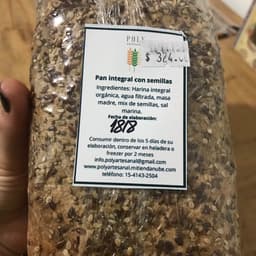 POLY
$ 324.00
Pan integral con semillas
Ingredientes: Harina integral
orgánica, agua filtrada, masa
madre, mix de semillas, sal
marina.
Fecha de elaboración:
18/8
Consumir dentro de los 5 días de su
elaboración, conservar en heladera o
freezer por 2 meses
info.polyartesanal@gmail.com
www.polyartesanal.mitiendanube.com
teléfono: 15-4143-2504